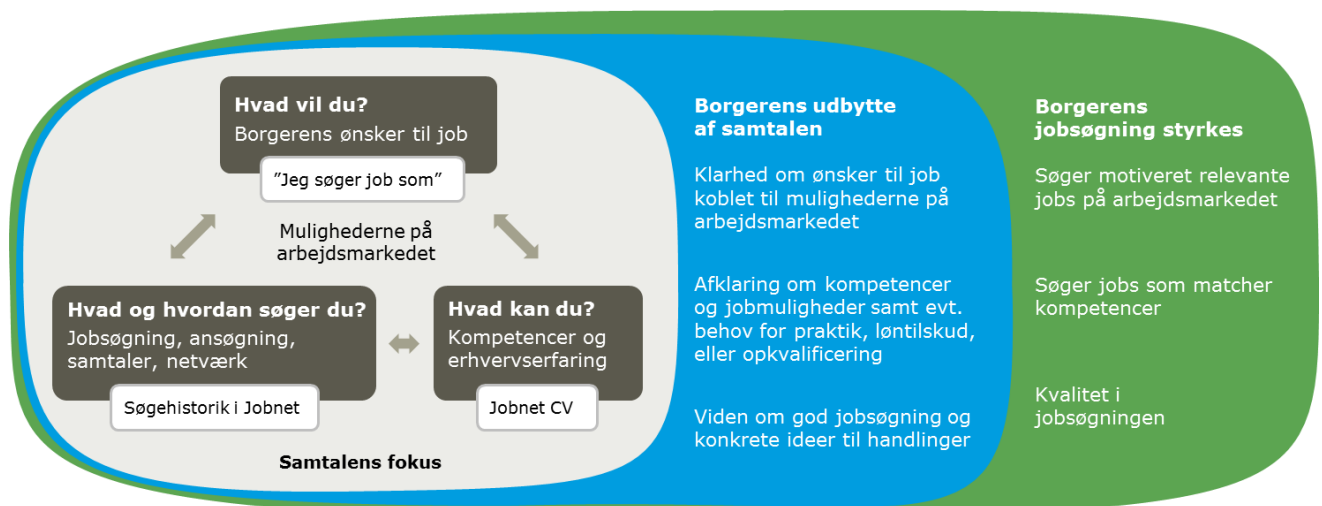 Hvad vil du?
Borgerens ønsker til job
”Jeg søger job som”
Mulighederne på
arbejdsmarkedet
Hvad og hvordan søger du?
Jobsøgning, ansøgning,
samtaler, netværk
Søgehistorik i Jobnet
Hvad kan du?
Kompetencer og
erhvervserfaring
Jobnet CV
Samtalens fokus
Borgerens udbytte
af samtalen
Klarhed om ønsker til job
koblet til mulighederne på
arbejdsmarkedet
Afklaring om kompetencer
og jobmuligheder samt evt.
behov for praktik, løntilskud,
eller opkvalificering
Viden om god jobsøgning og
konkrete ideer til handlinger
Borgerens
jobsøgning styrkes
Søger motiveret relevante
jobs på arbejdsmarkedet
Søger jobs som matcher
kompetencer
Kvalitet i
jobsøgningen